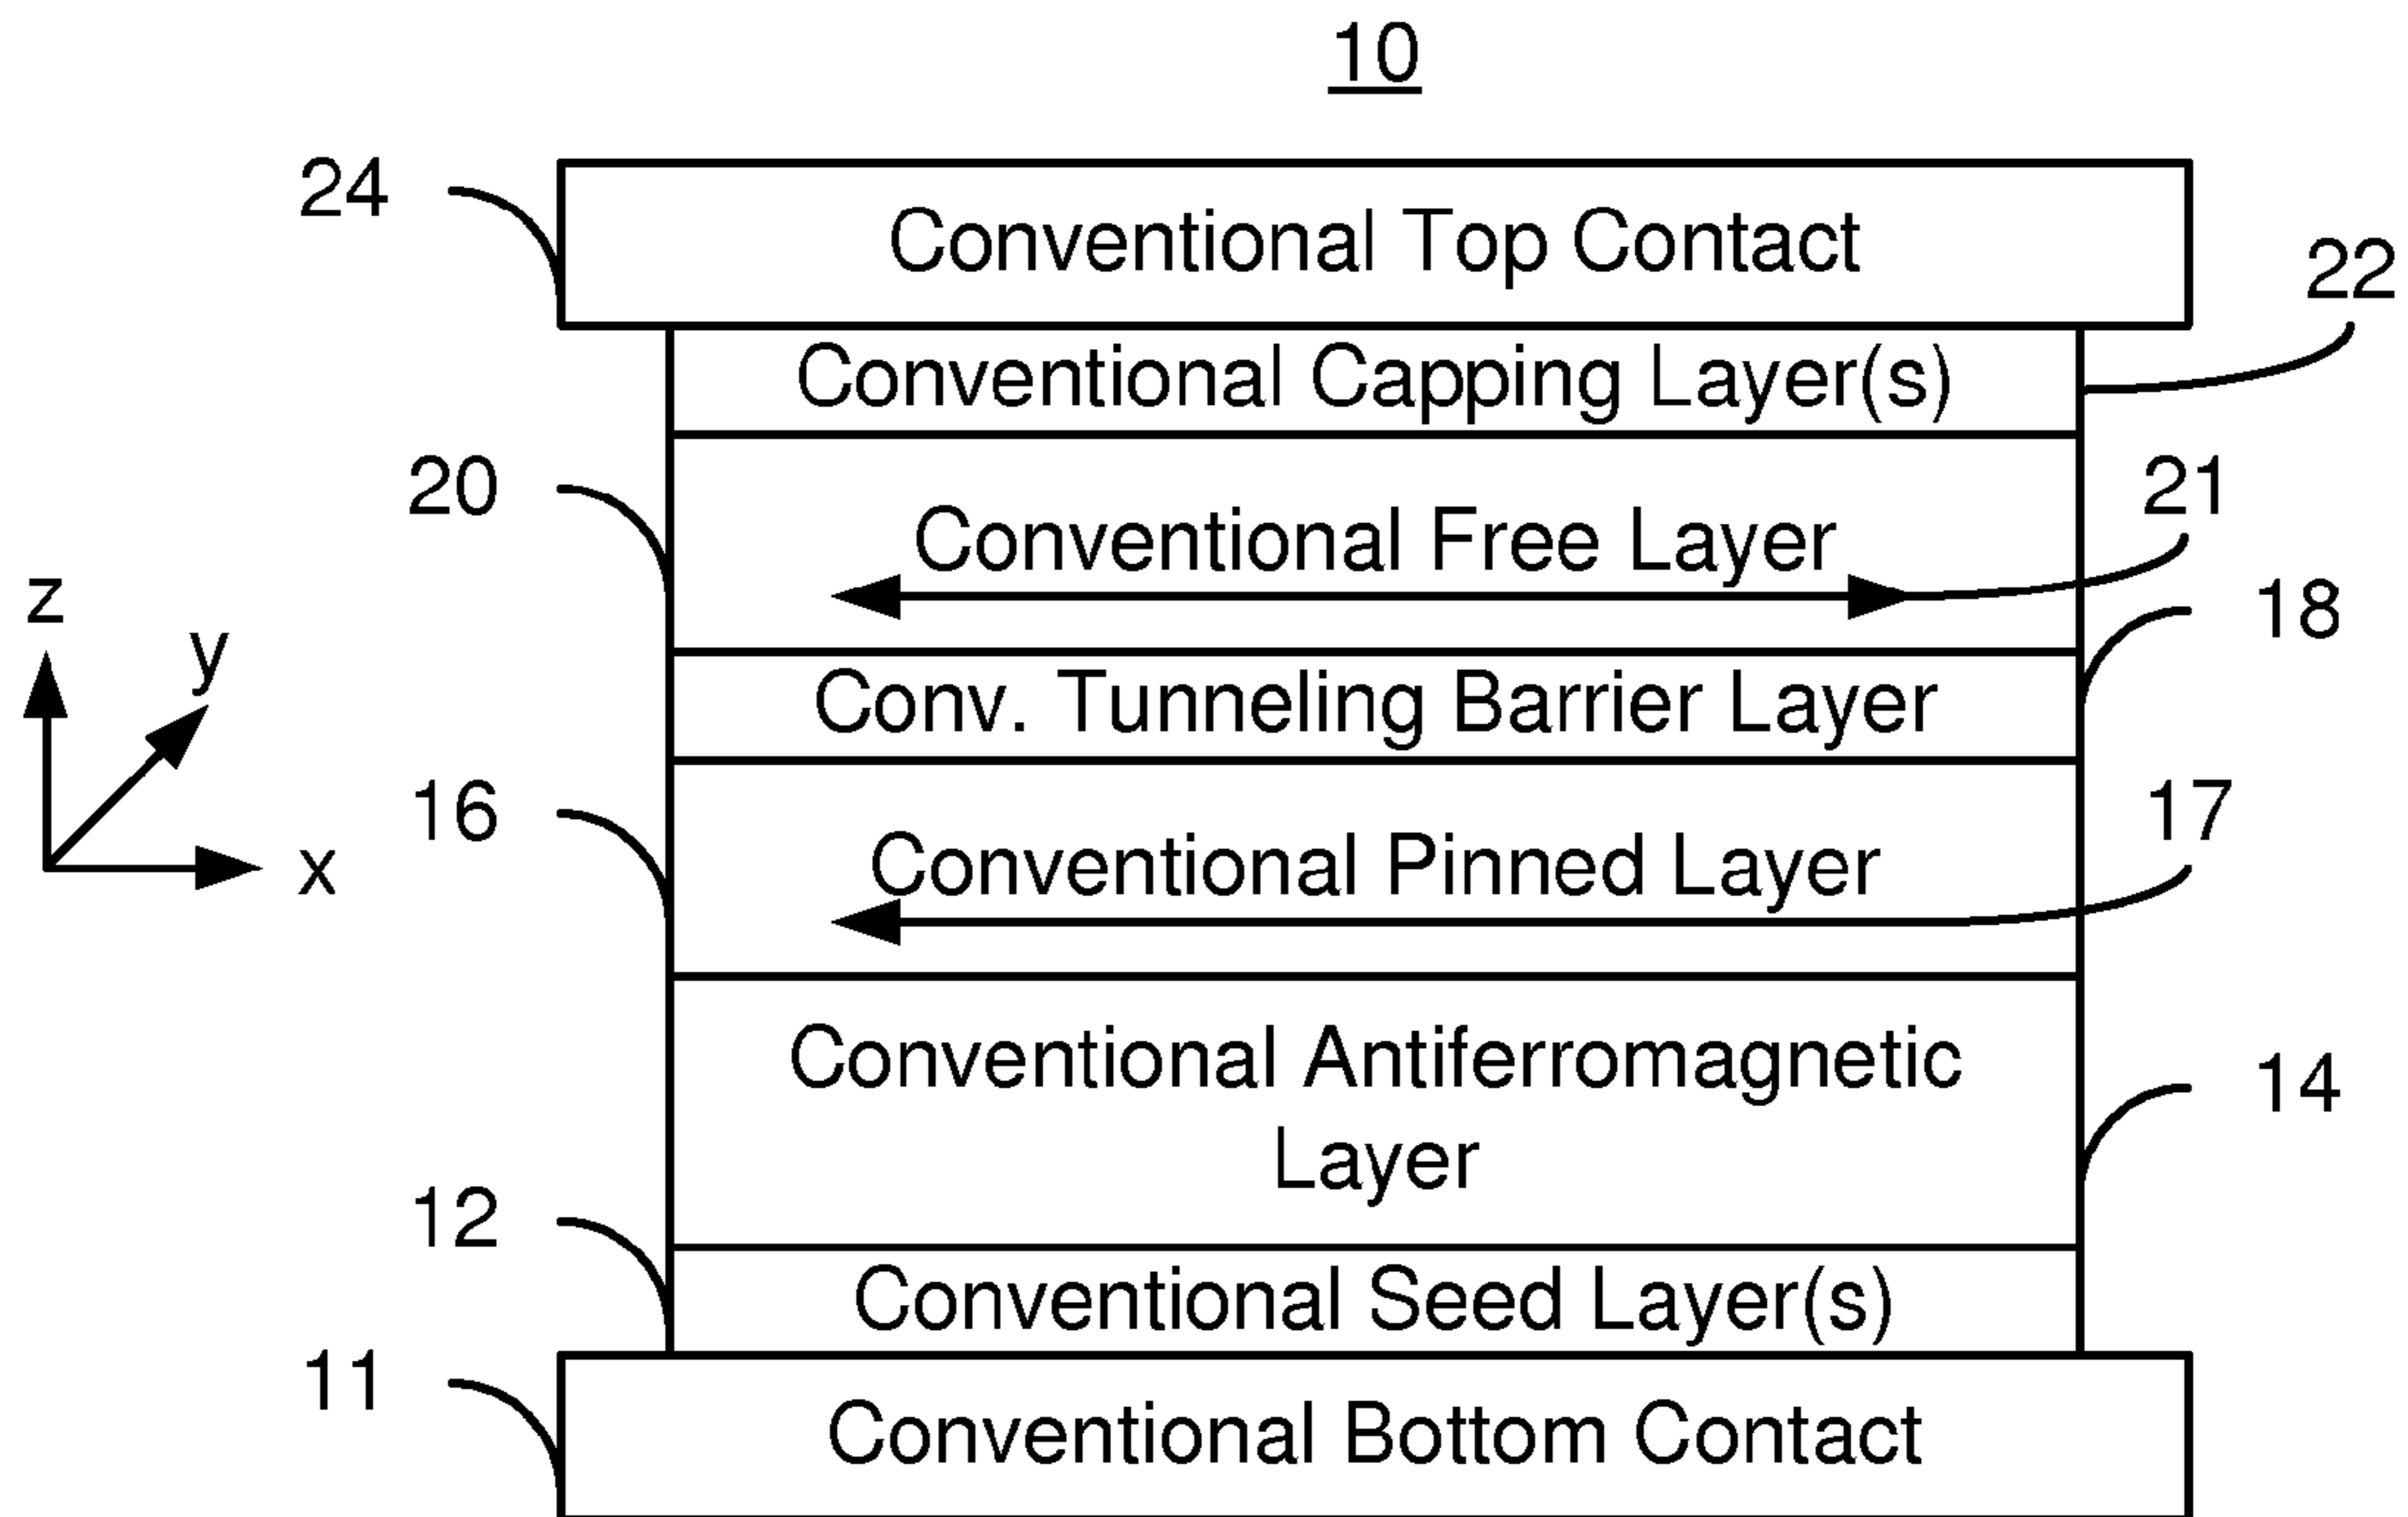 10
24
Conventional Top Contact
22
Conventional Capping Layer(s)
20
21
Conventional Free Layer
z
18
y
Conv. Tunneling Barrier Layer
16
17
x
Conventional Pinned Layer
Conventional Antiferromagnetic
Layer
14
12
Conventional Seed Layer(s)
11
Conventional Bottom Contact